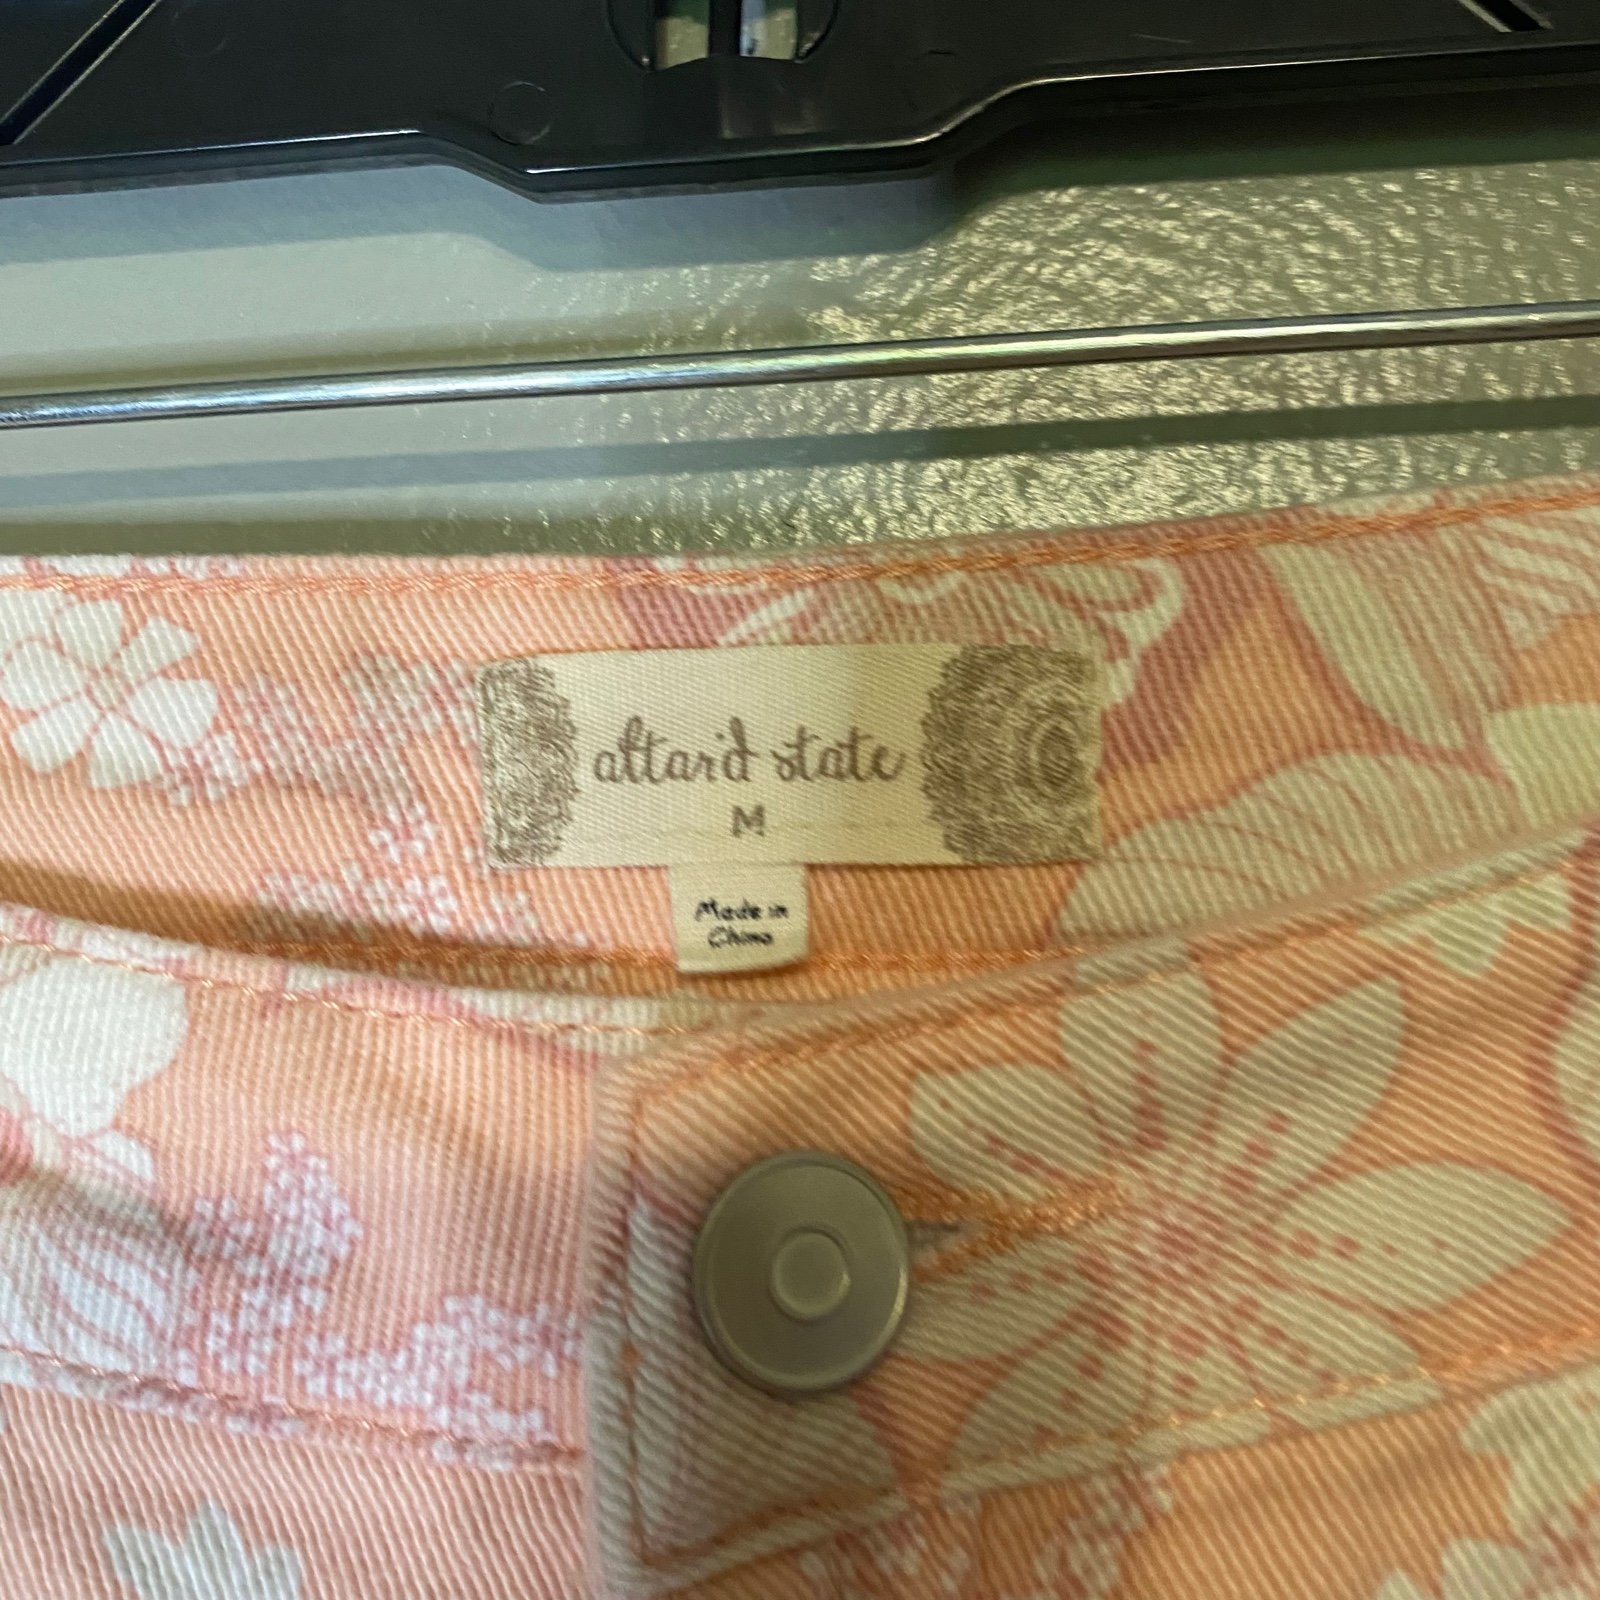 altar'd state
M
Made in
China